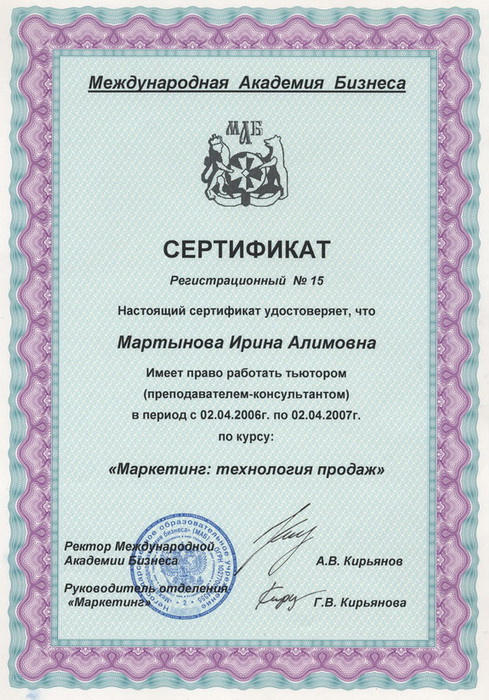 Международная Академия Бизнеса
МАБ
СЕРТИФИКАТ
Регистрационный № 15
Настоящий сертификат удостоверяет, что
Мартынова Ирина Алимовна
Имеет право работать тьютором
(преподавателем-консультантом)
в период с 02.04.2006г. по 02.04.2007г.
по курсу:
«Маркетинг: технология продаж»
Ректор Международной
Академии Бизнеса
А.В. Кирьянов
Руководитель отделения
«Маркетинг»
Г.В. Кирьянова